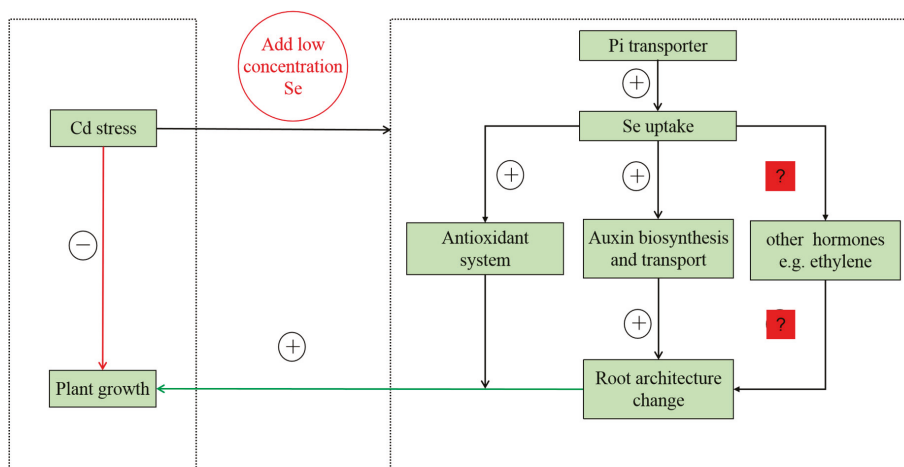 Add low
concentration
Se
Pi transporter
+
Cd stress
Se uptake
+
+
?
−
Antioxidant
system
Auxin biosynthesis
and transport
other hormones
e.g. ethylene
+
+
?
Plant growth
Root architecture
change